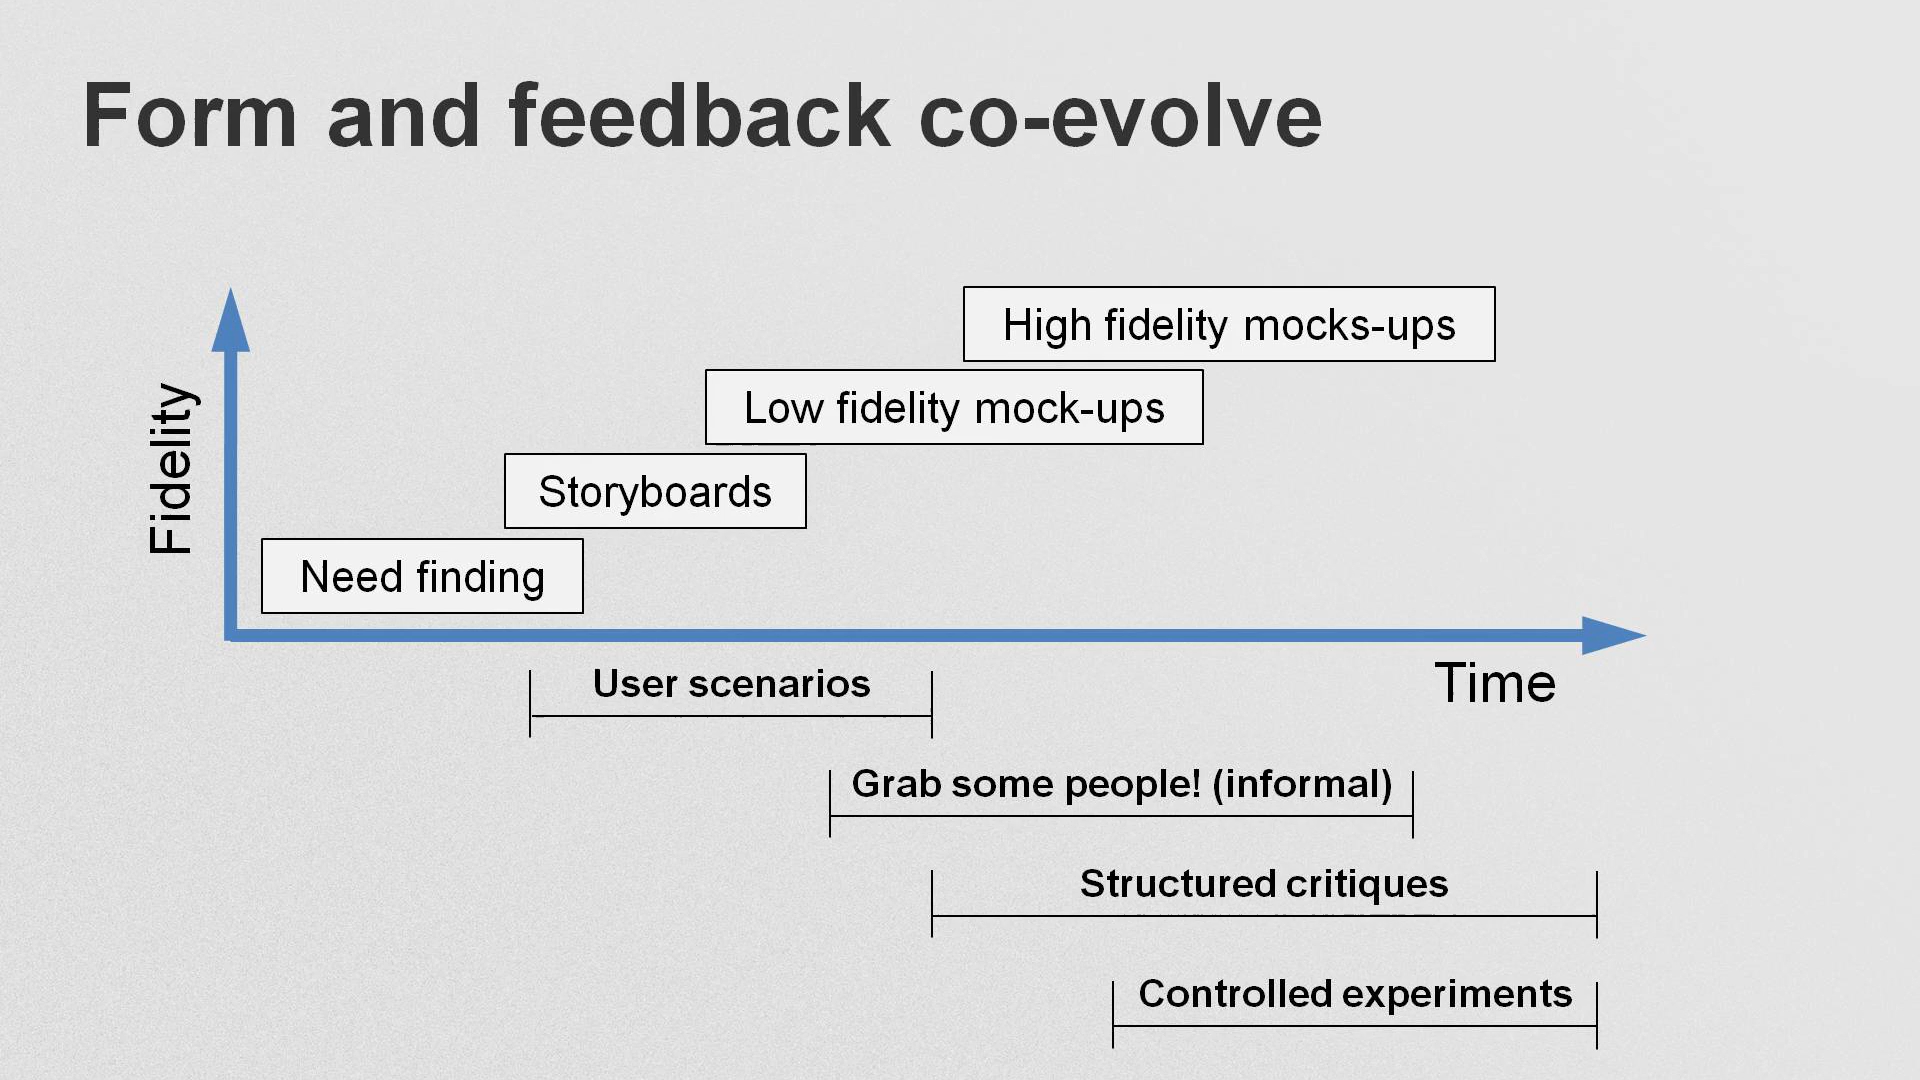 Form and feedback co-evolve
High fidelity mocks-ups
Low fidelity mock-ups
Storyboards
Need finding
Fidelity
Time
User scenarios
Grab some people! (informal)
Structured critiques
Controlled experiments